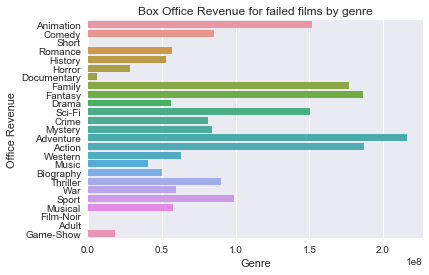 Box Office Revenue for failed films by genre
Office Revenue
Animation
Comedy
Short
Romance
History
Horror
Documentary
Family
Fantasy
Drama
Sci-Fi
Crime
Mystery
Adventure
Action
Western
Music
Biography
Thriller
War
Sport
Musical
Film-Noir
Adult
Game-Show
0.0 0.5 1.0 1.5 2.0
1e8
Genre